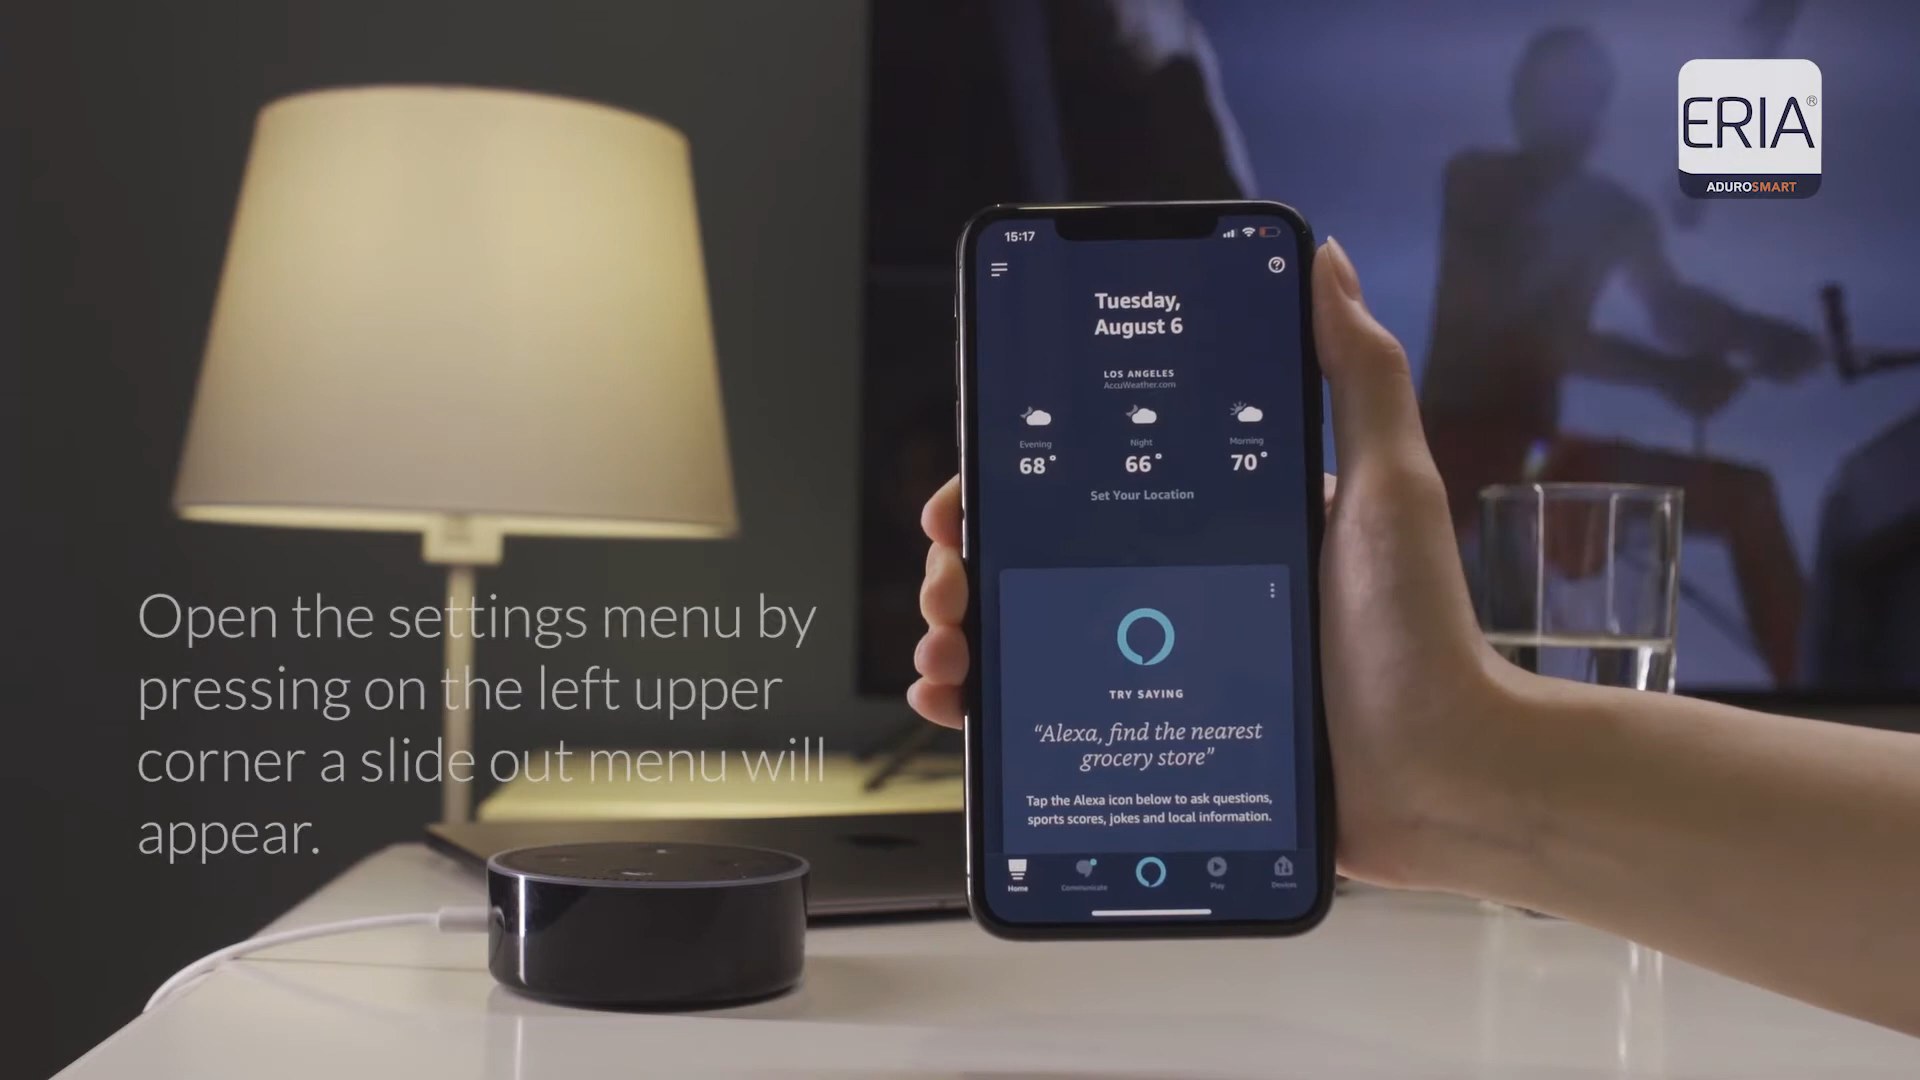 ERIA®
ADUROSMART
15:17
Tuesday,
August 6
LOS ANGELES
AccuWeather.com
Evening
Night
Morning
68°
66°
70°
Set Your Location
TRY SAYING
“Alexa, find the nearest
grocery store”
Tap the Alexa icon below to ask questions,
sports scores, jokes and local information.
Home
Communicate
Play
Devices
Open the settings menu by
pressing on the left upper
corner a slide out menu will
appear.